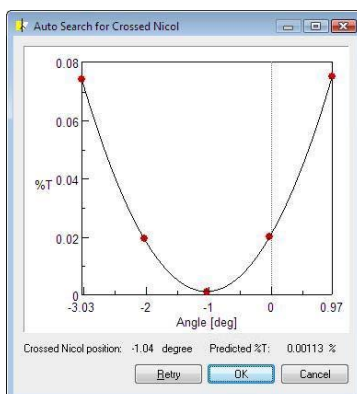 Auto Search for Crossed Nicol
0.08
0.06
%T 0.04
0.02
0
-3.03 -2 -1 0 0.97
Angle [deg]
Crossed Nicol position: -1.04 degree Predicted %T: 0.00113 %
Retry OK Cancel